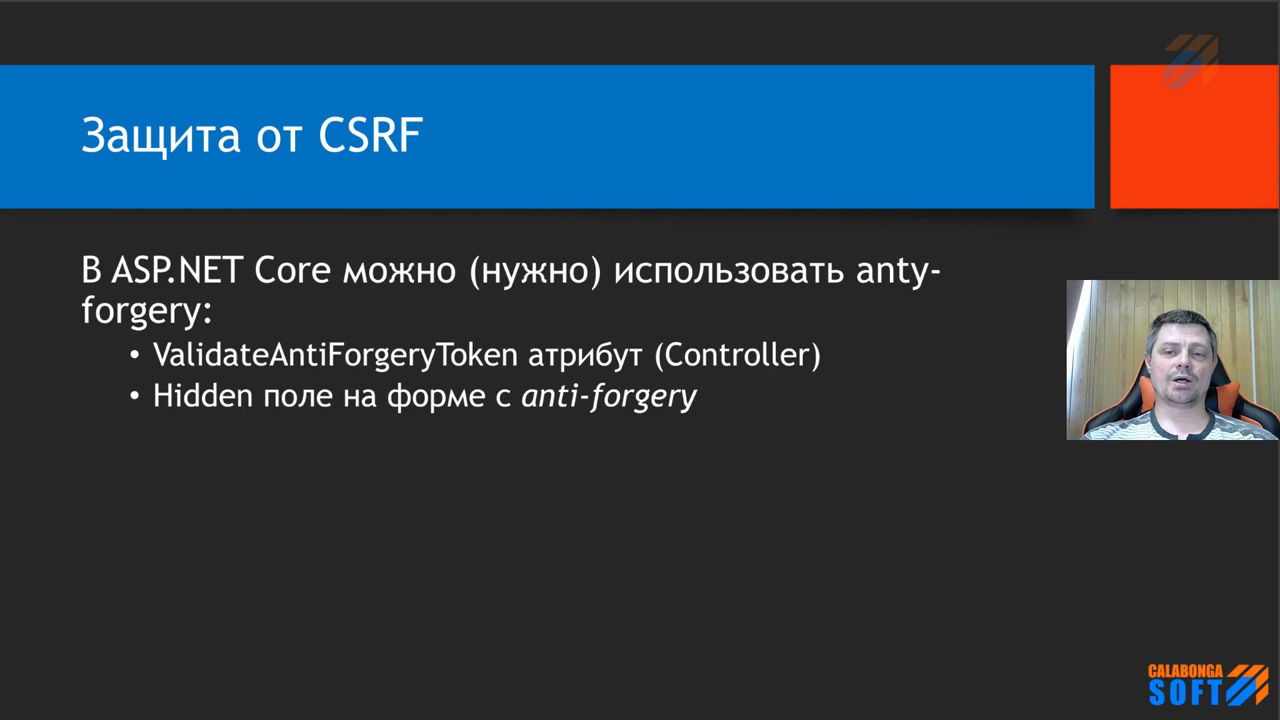 Защита от CSRF
В ASP.NET Core можно (нужно) использовать anty-
forgery:
• ValidateAntiForgeryToken атрибут (Controller)
• Hidden поле на форме с anti-forgery
CALABONGA
SOFT